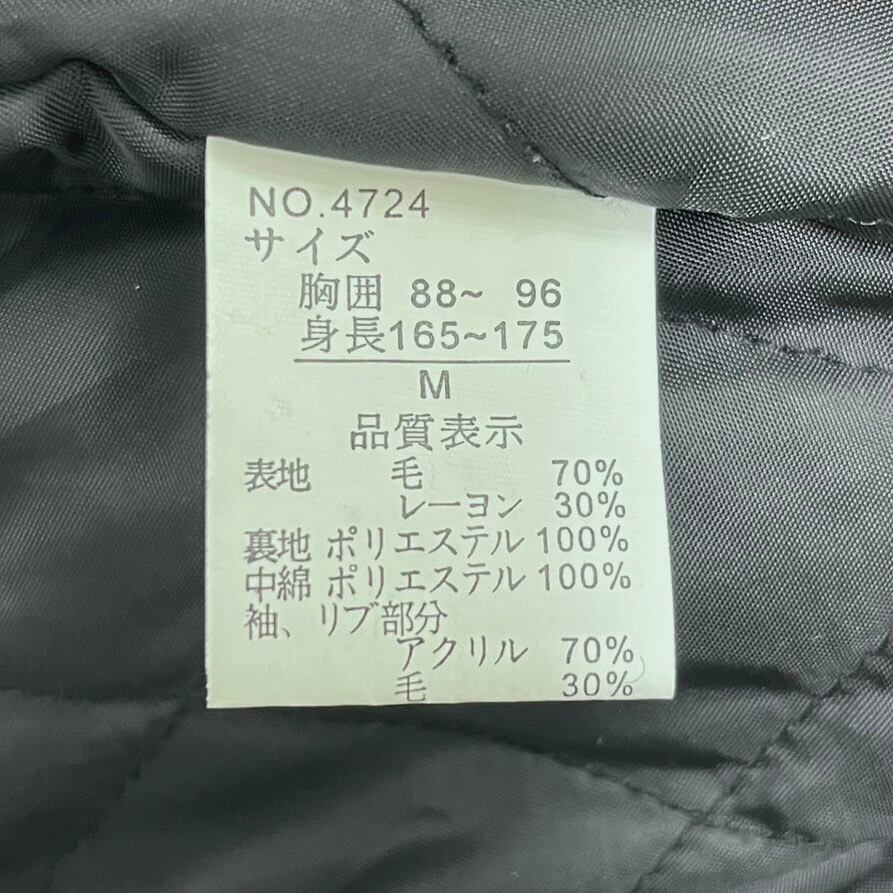 NO.4724
サイズ
胸囲 88~ 96
身長165~175
M
品質表示
表地 毛 70%
レーヨン 30%
裏地 ポリエステル 100%
中綿 ポリエステル 100%
袖、リブ部分
アクリル 70%
毛 30%